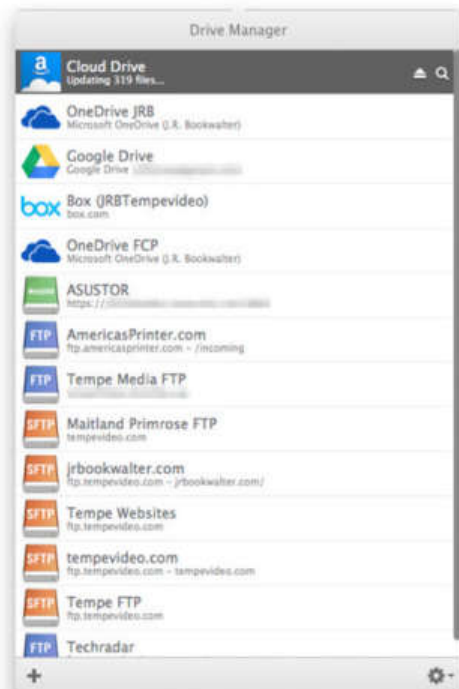 Drive Manager
a
Cloud Drive
Updating 319 files...
OneDrive JRB
Microsoft OneDrive (J.R. Bookwalter)
Google Drive
Google Drive
box
Box (JRBTempevideo)
box.com
OneDrive FCP
Microsoft OneDrive (J.R. Bookwalter)
ASUSTOR
https://
FTP
AmericasPrinter.com
ftp.americasprinter.com – /incoming
FTP
Tempe Media FTP
SFTP
Maitland Primrose FTP
tempevideo.com
SFTP
jrbookwalter.com
ftp.tempevideo.com – jrbookwalter.com/
SFTP
Tempe Websites
ftp.tempevideo.com
SFTP
tempevideo.com
ftp.tempevideo.com – tempevideo.com
SFTP
Tempe FTP
ftp.tempevideo.com
FTP
Techradar